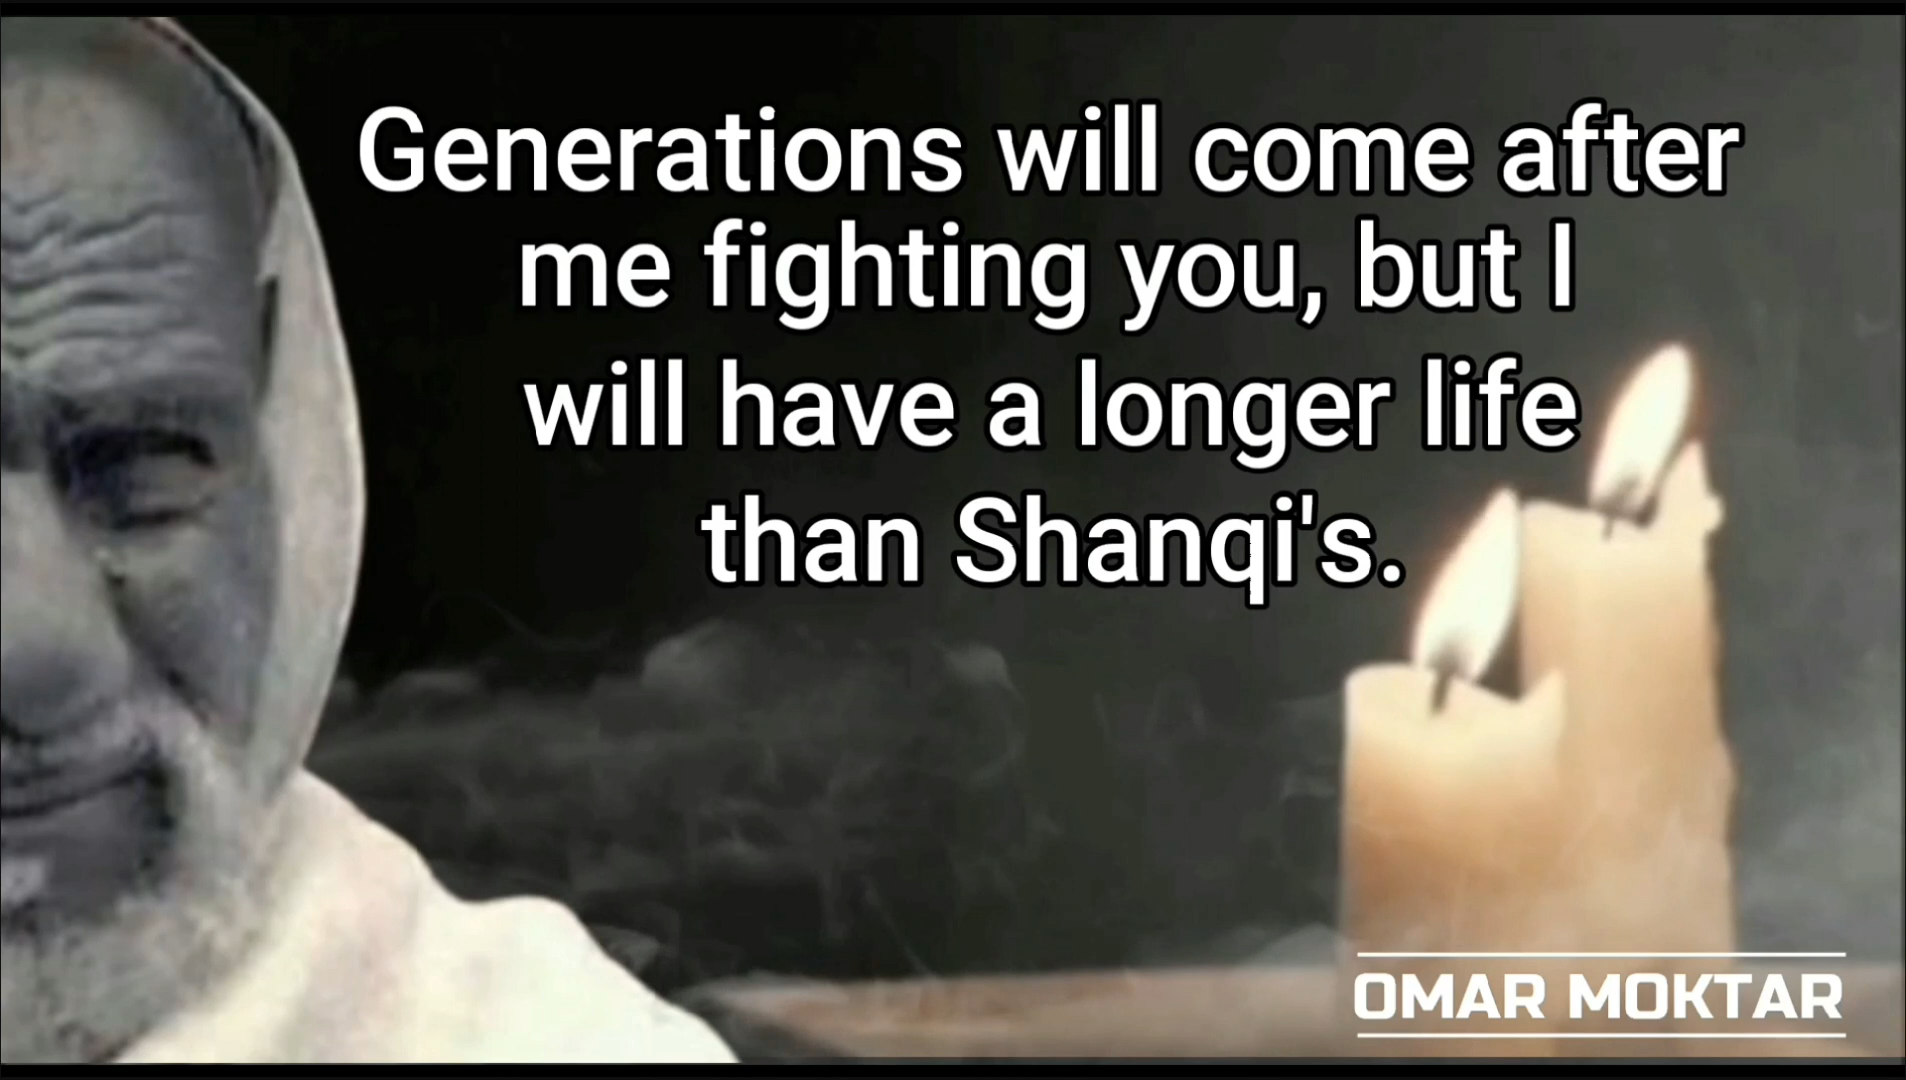 Generations will come after
me fighting you, but I
will have a longer life
than Shanqi's.
OMAR MOKTAR